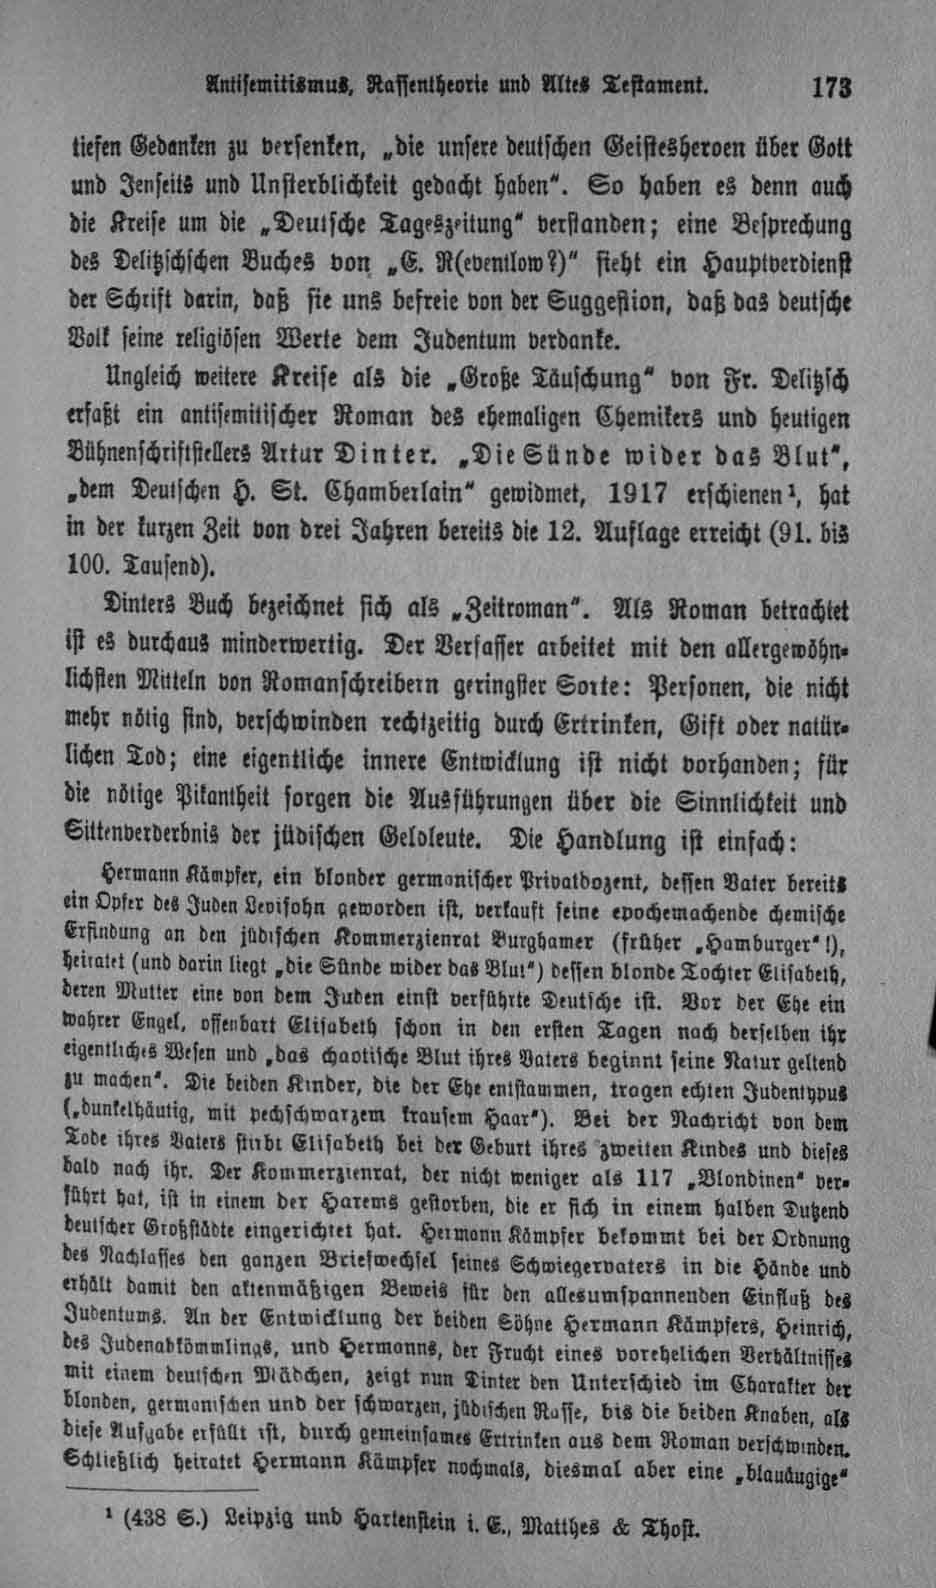 Antisemitismus, Rassentheorie und Altes Testament. 173
tiefen Gedanken zu versenken, „die unsere deutschen Geistesheroen über Gott
und Jenseits und Unsterblichkeit gedacht haben“. So haben es denn auch
die Kreise um die „Deutsche Tageszeitung“ verstanden; eine Besprechung
des Delitzschschen Buches von „E. R(eventlow?)“ sieht ein Hauptverdienst
der Schrift darin, daß sie uns befreie von der Suggestion, daß das deutsche
Volk seine religiösen Werte dem Judentum verdanke.
Ungleich weitere Kreise als die „Große Täuschung“ von Fr. Delitzsch
erfaßt ein antisemitischer Roman des ehemaligen Chemikers und heutigen
Bühnenschriftstellers Artur Dinter. „Die Sünde wider das Blut“,
„dem Deutschen H. St. Chamberlain“ gewidmet, 1917 erschienen¹, hat
in der kurzen Zeit von drei Jahren bereits die 12. Auflage erreicht (91. bis
100. Tausend).
Dinters Buch bezeichnet sich als „Zeitroman“. Als Roman betrachtet
ist es durchaus minderwertig. Der Verfasser arbeitet mit den allergewöhn-
lichsten Mitteln von Romanschreibern geringster Sorte: Personen, die nicht
mehr nötig sind, verschwinden rechtzeitig durch Ertrinken, Gift oder natür-
lichen Tod; eine eigentliche innere Entwicklung ist nicht vorhanden; für
die nötige Pikantheit sorgen die Ausführungen über die Sinnlichkeit und
Sittenverderbnis der jüdischen Geldleute. Die Handlung ist einfach:
Hermann Kämpfer, ein blonder germanischer Privatdozent, dessen Vater bereits
ein Opfer des Juden Levisohn geworden ist, verkauft seine epochemachende chemische
Erfindung an den jüdischen Kommerzienrat Burghamer (früher „Hamburger“!),
heiratet (und darin liegt „die Sünde wider das Blut“) dessen blonde Tochter Elisabeth,
deren Mutter eine von dem Juden einst verführte Deutsche ist. Vor der Ehe ein
wahrer Engel, offenbart Elisabeth schon in den ersten Tagen nach derselben ihr
eigentliches Wesen und „das chaotische Blut ihres Vaters beginnt seine Natur geltend
zu machen“. Die beiden Kinder, die der Ehe entstammen, tragen echten Judentypus
(„dunkelhäutig, mit pechschwarzem krausem Haar“). Bei der Nachricht von dem
Tode ihres Vaters stirbt Elisabeth bei der Geburt ihres zweiten Kindes und dieses
bald nach ihr. Der Kommerzienrat, der nicht weniger als 117 „Blondinen“ ver-
führt hat, ist in einem der Harems gestorben, die er sich in einem halben Dutzend
deutscher Großstädte eingerichtet hat. Hermann Kämpfer bekommt bei der Ordnung
des Nachlasses den ganzen Briefwechsel seines Schwiegervaters in die Hände und
erhält damit den aktenmäßigen Beweis für den allesumspannenden Einfluß des
Judentums. An der Entwicklung der beiden Söhne Hermann Kämpfers, Heinrich,
des Judenabkömmlings, und Hermanns, der Frucht eines vorehelichen Verhältnisses
mit einem deutschen Mädchen, zeigt nun Dinter den Unterschied im Charakter der
blonden, germanischen und der schwarzen, jüdischen Rasse, bis die beiden Knaben, als
diese Aufgabe erfüllt ist, durch gemeinsames Ertrinken aus dem Roman verschwinden.
Schließlich heiratet Hermann Kämpfer nochmals, diesmal aber eine „blauäugige“
¹ (438 S.) Leipzig und Hartenstein i. E., Matthes & Thost.